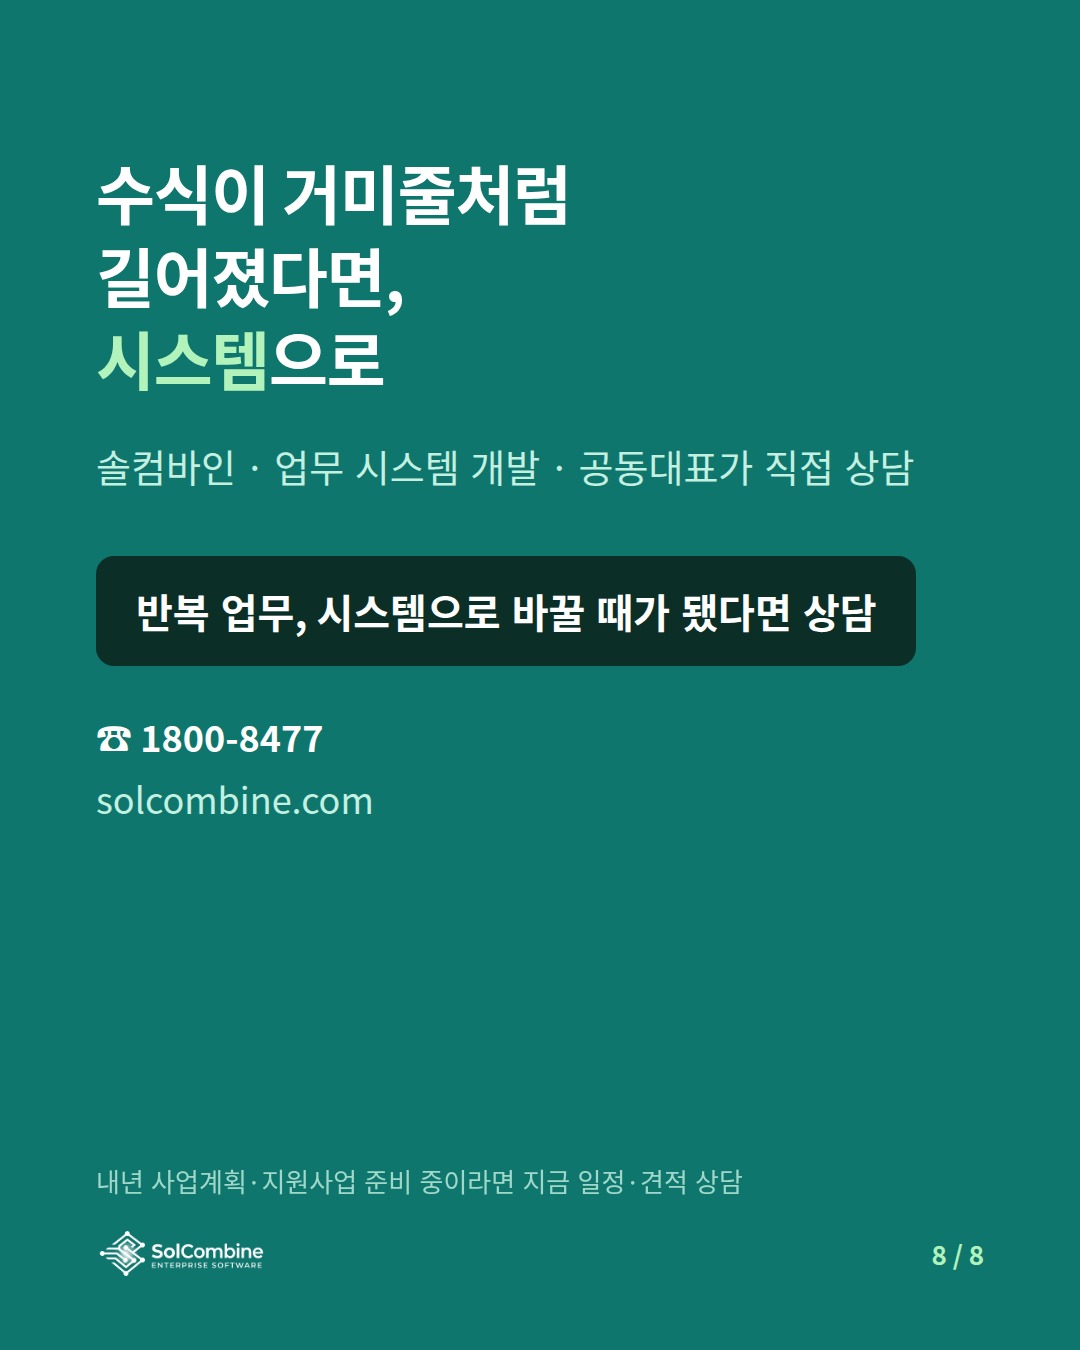 수식이 거미줄처럼
길어졌다면,
시스템으로
솔컴바인 · 업무 시스템 개발 · 공동대표가 직접 상담
반복 업무, 시스템으로 바꿀 때가 됐다면 상담
☎ 1800-8477
solcombine.com
내년 사업계획·지원사업 준비 중이라면 지금 일정·견적 상담
SolCombine
ENTERPRISE SOFTWARE
8 / 8